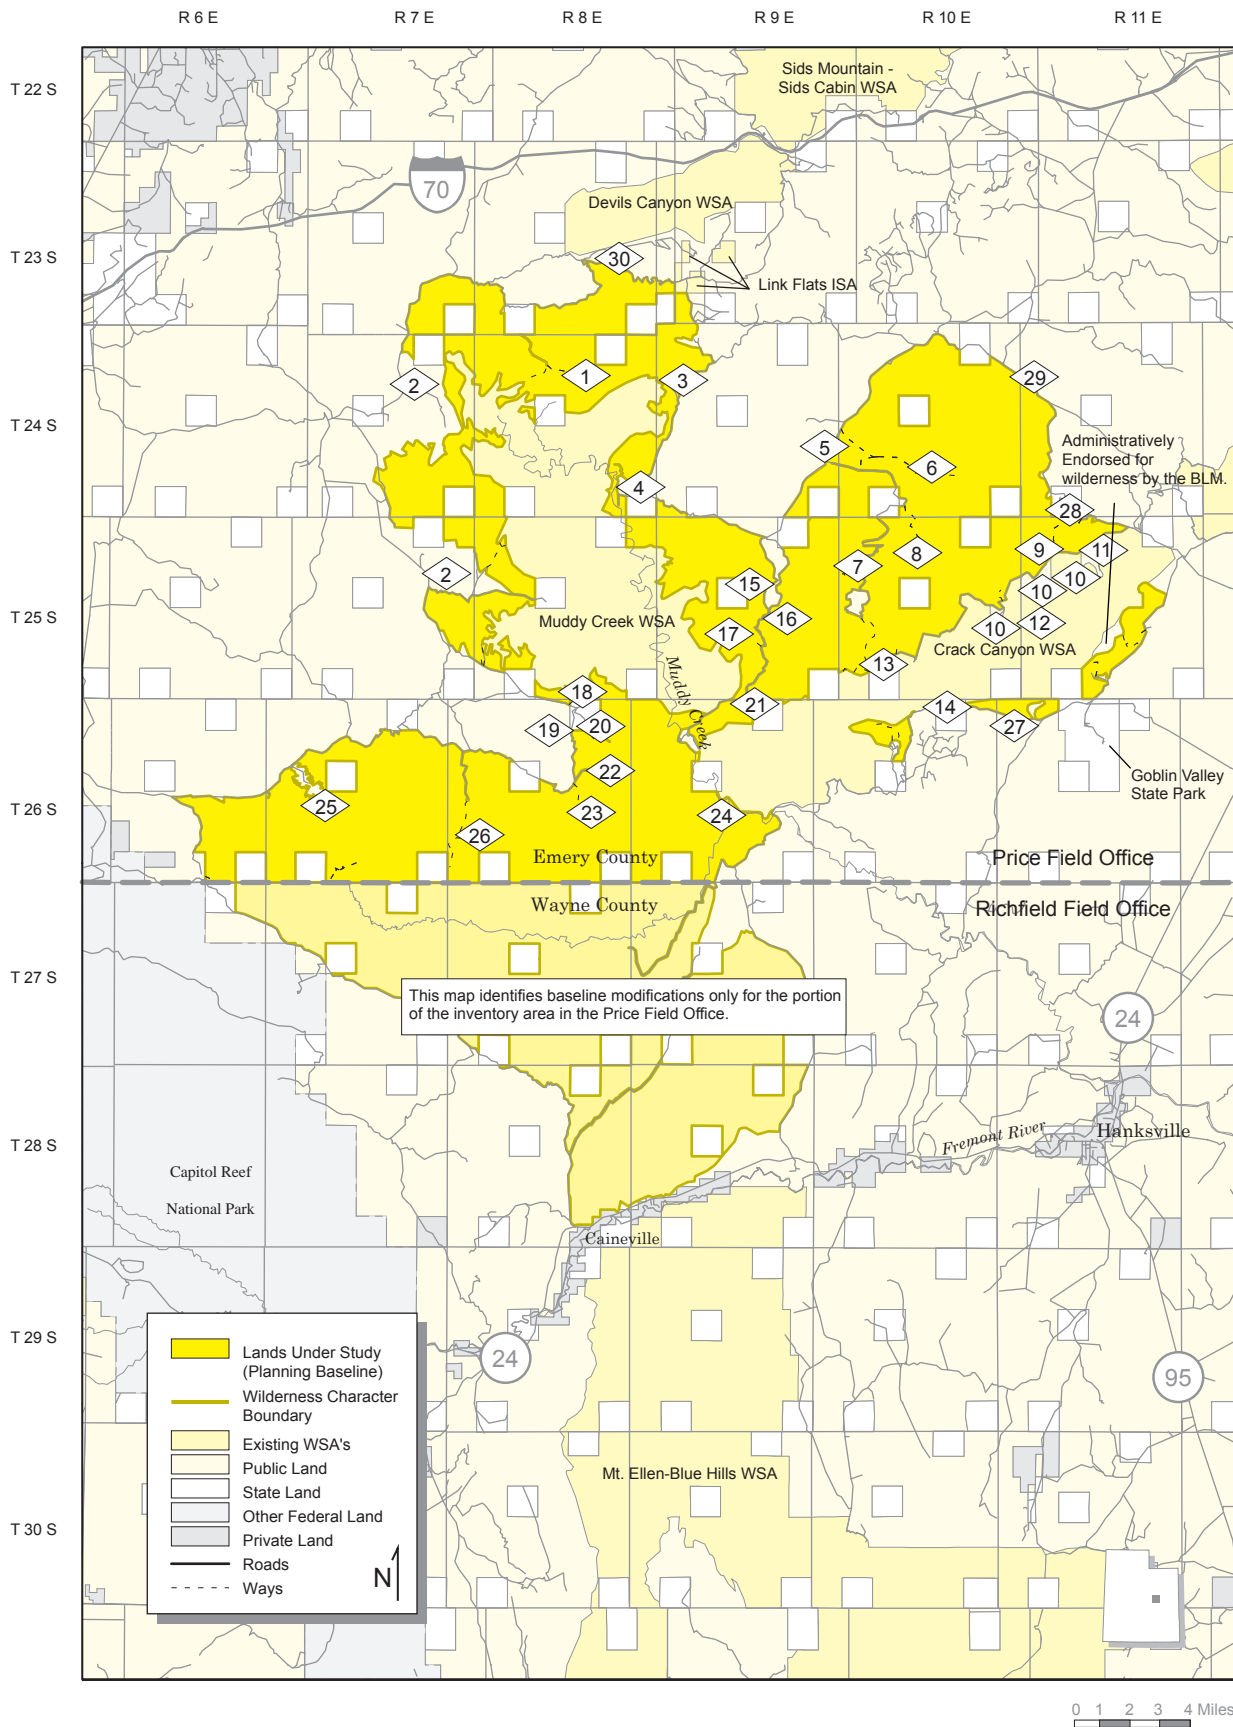 R 6 E R 7 E R 8 E R 9 E R 10 E R 11 E
T 22 S
Sids Mountain -
Sids Cabin WSA
70
Devils Canyon WSA
T 23 S
30
Link Flats ISA
2
1
3
29
T 24 S
Administratively
Endorsed for
wilderness by the BLM.
5
6
4
28
9
11
8
7
2
15
10
10
T 25 S
Muddy Creek WSA
17
16
10
12
Crack Canyon WSA
13
Muddy Creek
18
21
14
27
19
20
22
Goblin Valley
State Park
T 26 S
25
23
24
26
Emery County
Price Field Office
Wayne County
Richfield Field Office
T 27 S
This map identifies baseline modifications only for the portion
of the inventory area in the Price Field Office.
24
T 28 S
Fremont River
Hanksville
Capitol Reef
National Park
Caineville
T 29 S
24
95
Lands Under Study
(Planning Baseline)
Wilderness Character
Boundary
Existing WSA's
Public Land
State Land
Other Federal Land
Private Land
Roads
Ways
N
Mt. Ellen-Blue Hills WSA
T 30 S
0 1 2 3 4 Miles